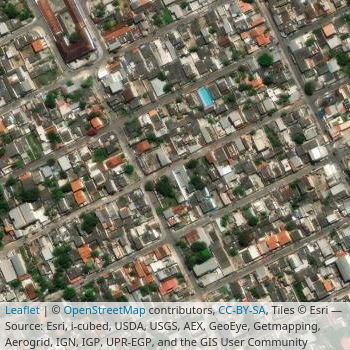 Leaflet | © OpenStreetMap contributors, CC-BY-SA, Tiles © Esri —
Source: Esri, i-cubed, USDA, USGS, AEX, GeoEye, Getmapping,
Aerogrid, IGN, IGP, UPR-EGP, and the GIS User Community